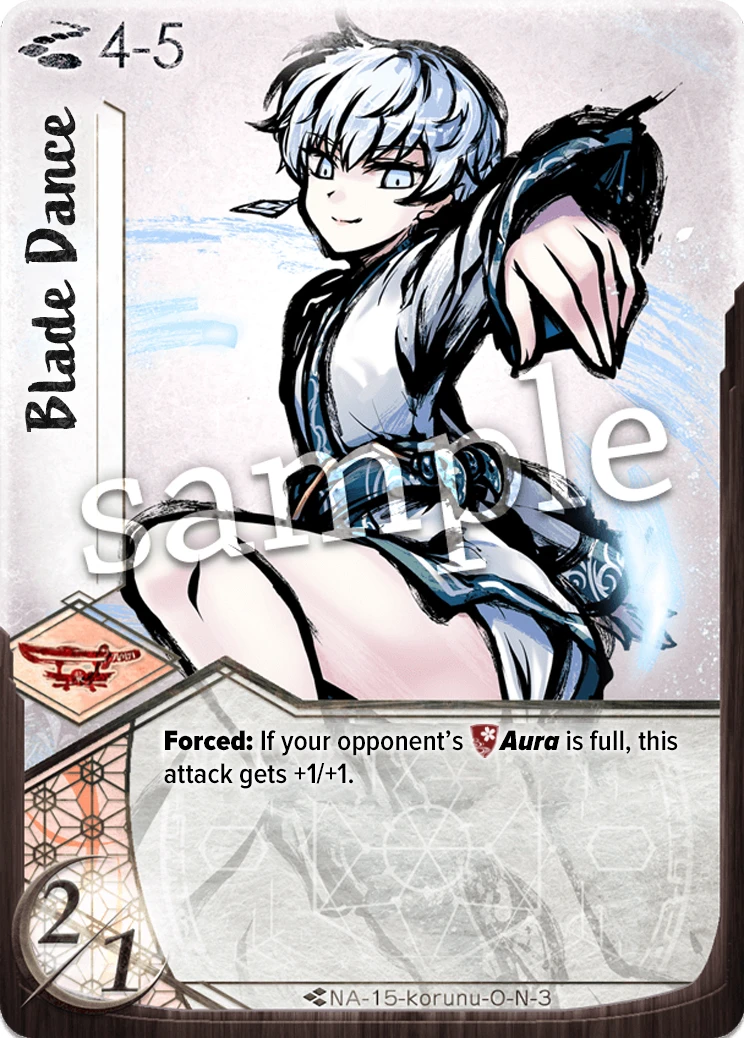 4-5
Blade Dance
sample
Forced: If your opponent's Aura is full, this
attack gets +1/+1.
2/1
NA-15-korunu-O-N-3